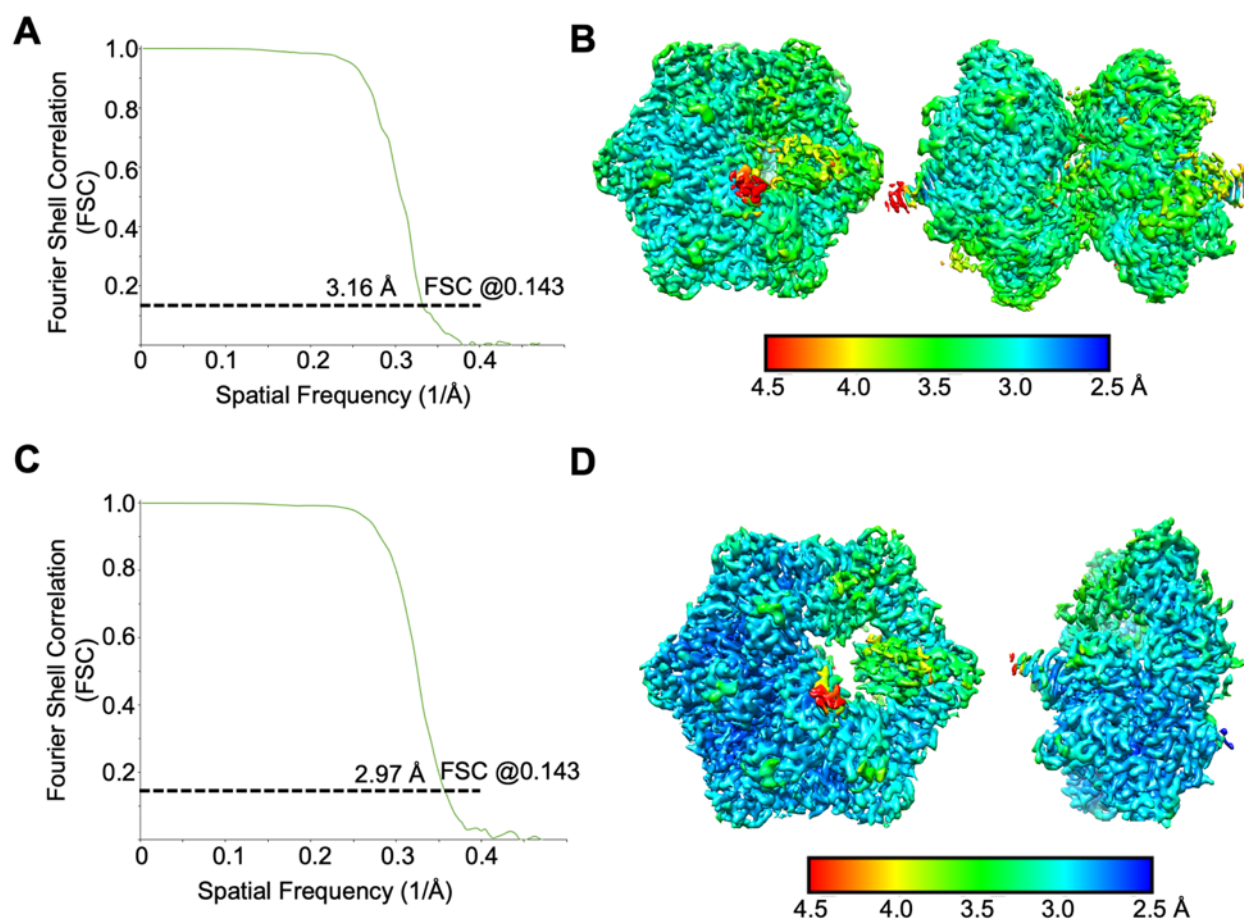 A
Fourier Shell Correlation
(FSC)
1.0
0.8
0.6
0.4
0.2
3.16 Å
FSC @0.143
0
0.1
0.2
0.3
0.4
Spatial Frequency (1/Å)
B
4.5
4.0
3.5
3.0
2.5 Å
C
Fourier Shell Correlation
(FSC)
1.0
0.8
0.6
0.4
0.2
2.97 Å
FSC @0.143
0
0.1
0.2
0.3
0.4
Spatial Frequency (1/Å)
D
4.5
4.0
3.5
3.0
2.5 Å